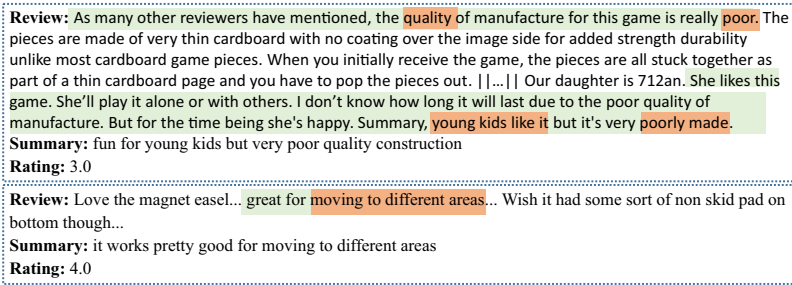 Review: As many other reviewers have mentioned, the quality of manufacture for this game is really poor. The
pieces are made of very thin cardboard with no coating over the image side for added strength durability
unlike most cardboard game pieces. When you initially receive the game, the pieces are all stuck together as
part of a thin cardboard page and you have to pop the pieces out. ||...|| Our daughter is 712an. She likes this
game. She'll play it alone or with others. I don't know how long it will last due to the poor quality of
manufacture. But for the time being she's happy. Summary, young kids like it but it's very poorly made.
Summary: fun for young kids but very poor quality construction
Rating: 3.0
Review: Love the magnet easel... great for moving to different areas... Wish it had some sort of non skid pad on
bottom though...
Summary: it works pretty good for moving to different areas
Rating: 4.0